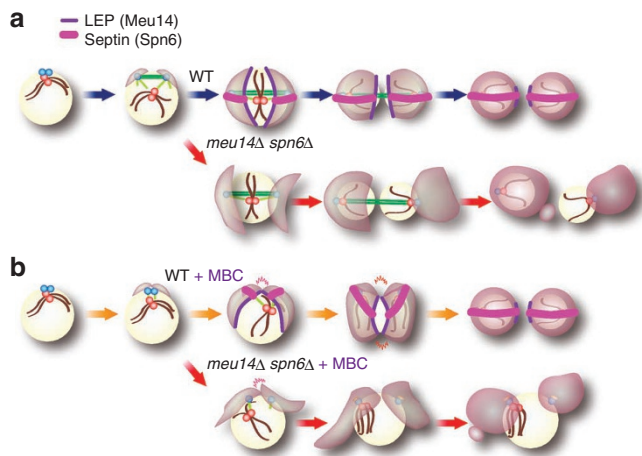 a
LEP (Meu14)
Septin (Spn6)
WT
meu14Δ spn6Δ
b
WT + MBC
meu14Δ spn6Δ + MBC